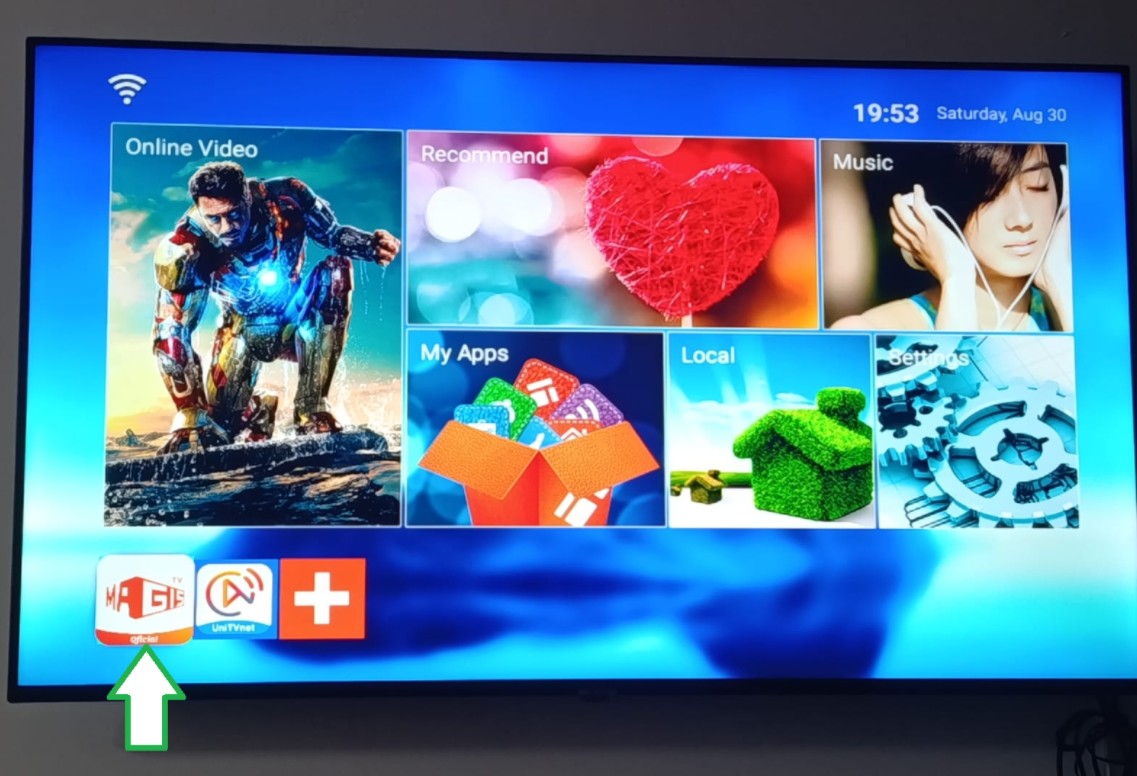 19:53 Saturday, Aug 30
Online Video
Recommend
Music
My Apps
Local
Settings
MAGIS TV
Oficial
UniTVnet